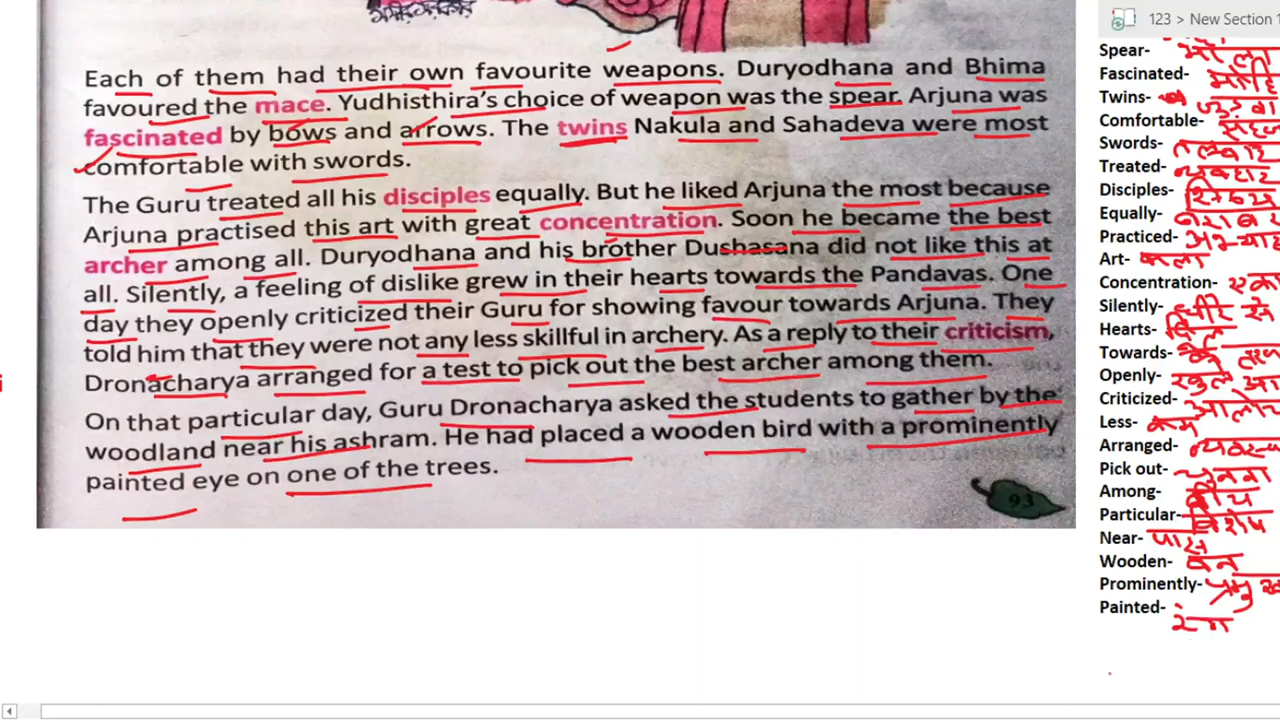 Each of them had their own favourite weapons. Duryodhana and Bhima
favoured the mace. Yudhisthira's choice of weapon was the spear. Arjuna was
fascinated by bows and arrows. The twins Nakula and Sahadeva were most
comfortable with swords.
The Guru treated all his disciples equally. But he liked Arjuna the most because
Arjuna practised this art with great concentration. Soon he became the best
archer among all. Duryodhana and his brother Dushasana did not like this at
all. Silently, a feeling of dislike grew in their hearts towards the Pandavas. One
day they openly criticized their Guru for showing favour towards Arjuna. They
told him that they were not any less skillful in archery. As a reply to their criticism,
Dronacharya arranged for a test to pick out the best archer among them.
On that particular day, Guru Dronacharya asked the students to gather by the
woodland near his ashram. He had placed a wooden bird with a prominently
painted eye on one of the trees.
93
123 > New Section 1
Spear-
Fascinated-
Twins-
Comfortable-
Swords- तलवार
Treated- व्यवहार
Disciples- शिष्य
Equally-
Practiced-
Art- कला
Concentration-
Silently- धीरे से
Hearts- दिल
Towards-
Openly-
Criticized-
Less- कम
Arranged-
Pick out- चुनना
Among- बीच
Particular- विशेष
Near- पास
Wooden- वन
Prominently-
Painted- रंगा